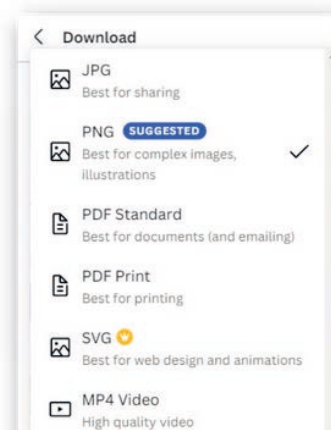 Download
JPG
Best for sharing
PNG SUGGESTED
Best for complex images,
illustrations
PDF Standard
Best for documents (and emailing)
PDF Print
Best for printing
SVG
Best for web design and animations
MP4 Video
High quality video